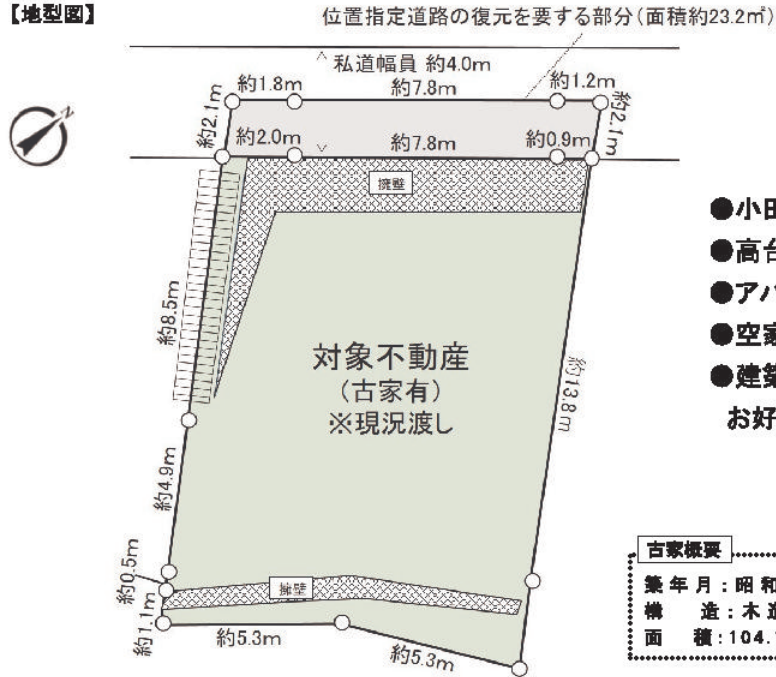 【地型図】
位置指定道路の復元を要する部分(面積約23.2㎡)
私道幅員 約4.0m
約1.8m
約7.8m
約1.2m
約2.1m
約2.1m
約2.0m
約7.8m
約0.9m
擁壁
N
約8.5m
対象不動産
(古家有)
※現況渡し
約13.8m
約4.9m
約0.5m
擁壁
約1.1m
約5.3m
約5.3m
●小田
●高台
●アパ
●空家
●建築
お好
古家概要
築年月:昭和
構 造:木造
面 積:104.